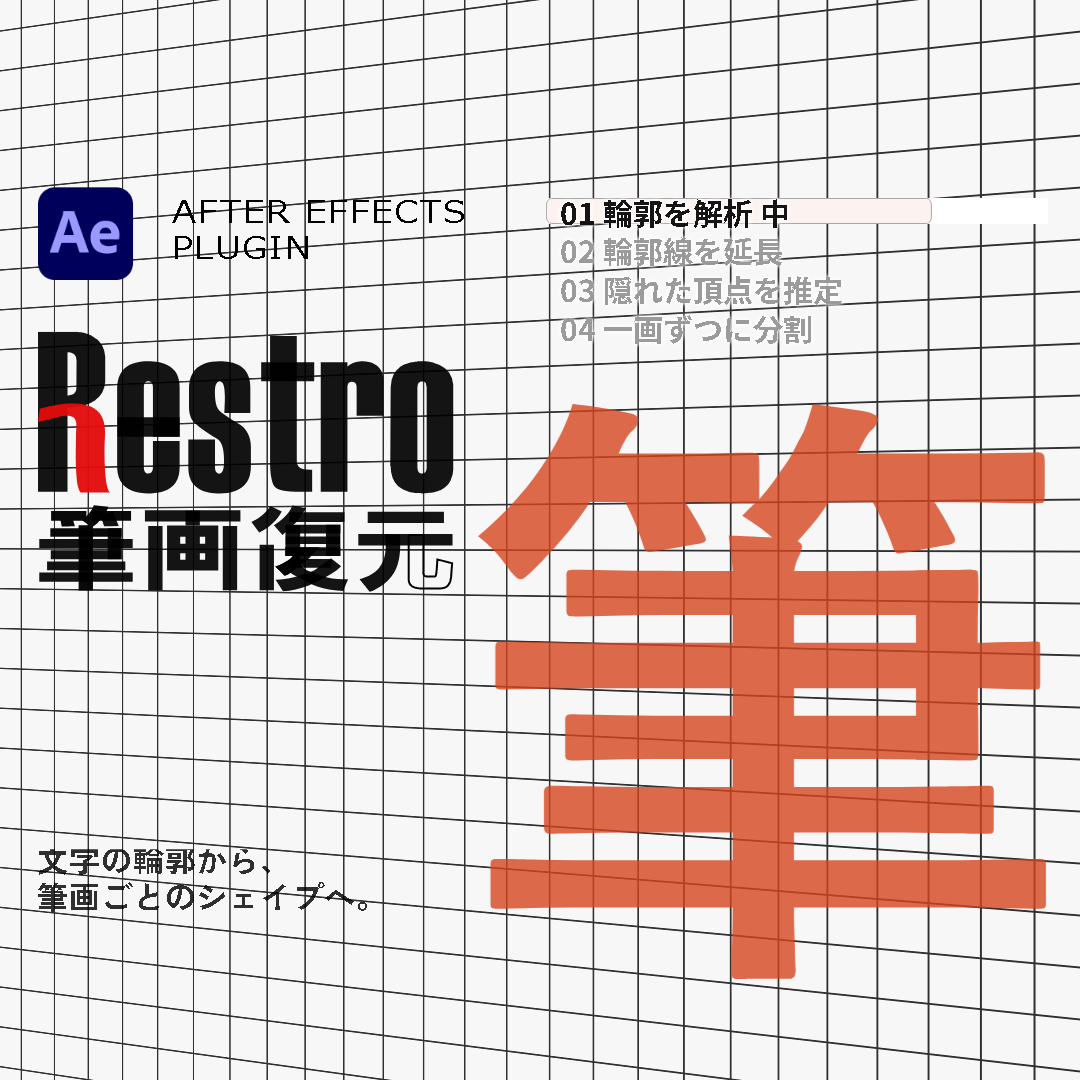 Ae
AFTER EFFECTS
PLUGIN
Restro
筆画復元
01 輪郭を解析 中
02 輪郭線を延長
03 隠れた頂点を推定
04 一画ずつに分割
筆
文字の輪郭から、
筆画ごとのシェイプへ。